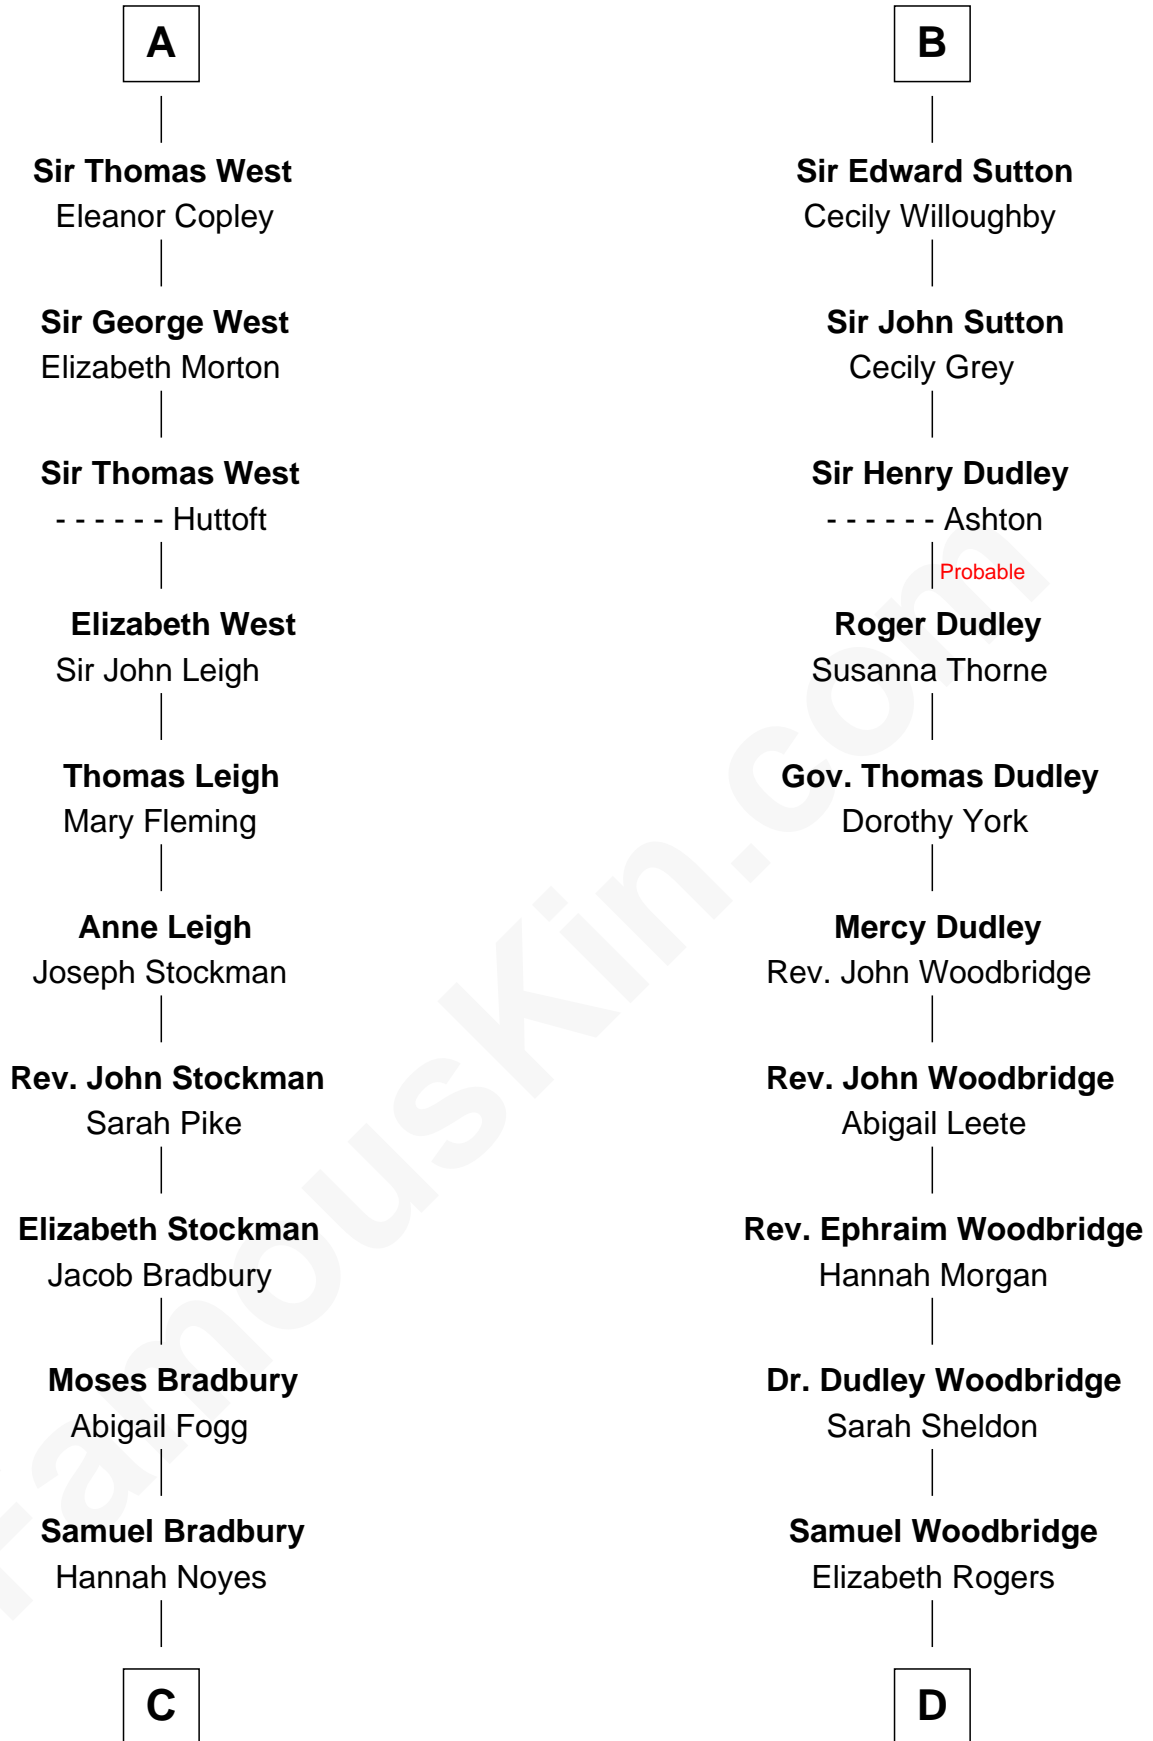 A
Sir Thomas West
Eleanor Copley
Sir George West
Elizabeth Morton
Sir Thomas West
- - - - - - Huttoft
Elizabeth West
Sir John Leigh
Thomas Leigh
Mary Fleming
Anne Leigh
Joseph Stockman
Rev. John Stockman
Sarah Pike
Elizabeth Stockman
Jacob Bradbury
Moses Bradbury
Abigail Fogg
Samuel Bradbury
Hannah Noyes
C
B
Sir Edward Sutton
Cecily Willoughby
Sir John Sutton
Cecily Grey
Sir Henry Dudley
- - - - - - Ashton
Probable
Roger Dudley
Susanna Thorne
Gov. Thomas Dudley
Dorothy York
Mercy Dudley
Rev. John Woodbridge
Rev. John Woodbridge
Abigail Leete
Rev. Ephraim Woodbridge
Hannah Morgan
Dr. Dudley Woodbridge
Sarah Sheldon
Samuel Woodbridge
Elizabeth Rogers
D
FamousKin.com